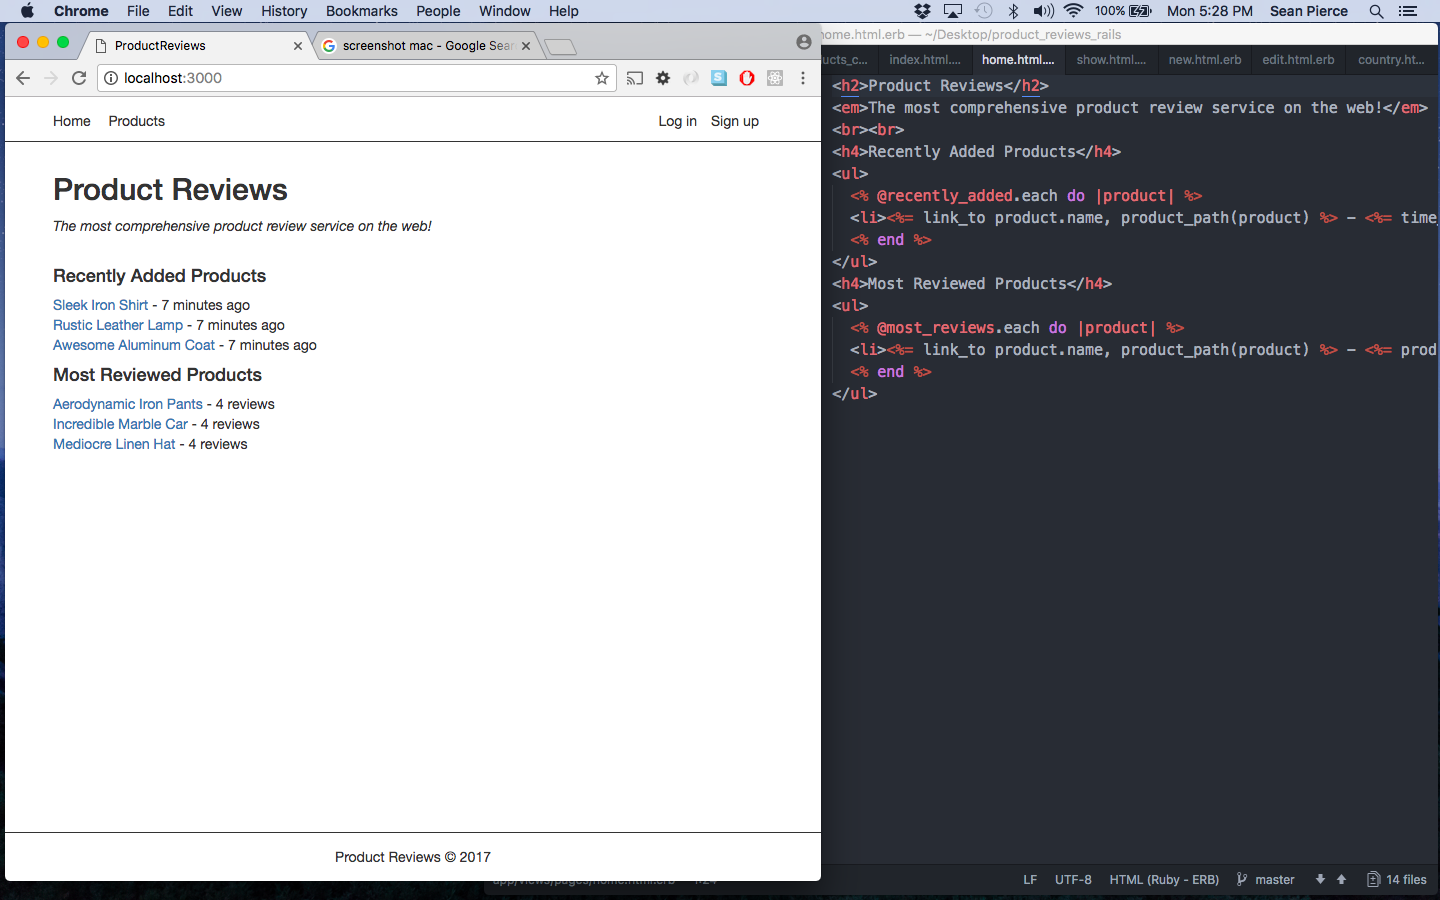 Chrome File Edit View History Bookmarks People Window Help 100% Mon 5:28 PM Sean Pierce
ProductReviews
screenshot mac - Google Sear
localhost:3000
Home Products Log in Sign up
Product Reviews
The most comprehensive product review service on the web!
Recently Added Products
Sleek Iron Shirt - 7 minutes ago
Rustic Leather Lamp - 7 minutes ago
Awesome Aluminum Coat - 7 minutes ago
Most Reviewed Products
Aerodynamic Iron Pants - 4 reviews
Incredible Marble Car - 4 reviews
Mediocre Linen Hat - 4 reviews
Product Reviews © 2017
home.html.erb — ~/Desktop/product_reviews_rails
ucts_c... index.html.... home.html.... show.html.... new.html.erb edit.html.erb country.ht...
<h2>Product Reviews</h2>
<em>The most comprehensive product review service on the web!</em>
<br><br>
<h4>Recently Added Products</h4>
<ul>
<% @recently_added.each do |product| %>
<li><%= link_to product.name, product_path(product) %> - <%= time_
<% end %>
</ul>
<h4>Most Reviewed Products</h4>
<ul>
<% @most_reviews.each do |product| %>
<li><%= link_to product.name, product_path(product) %> - <%= prod
<% end %>
</ul>
app/views/pages/home.html.erb 1:24
LF UTF-8 HTML (Ruby - ERB) master 14 files